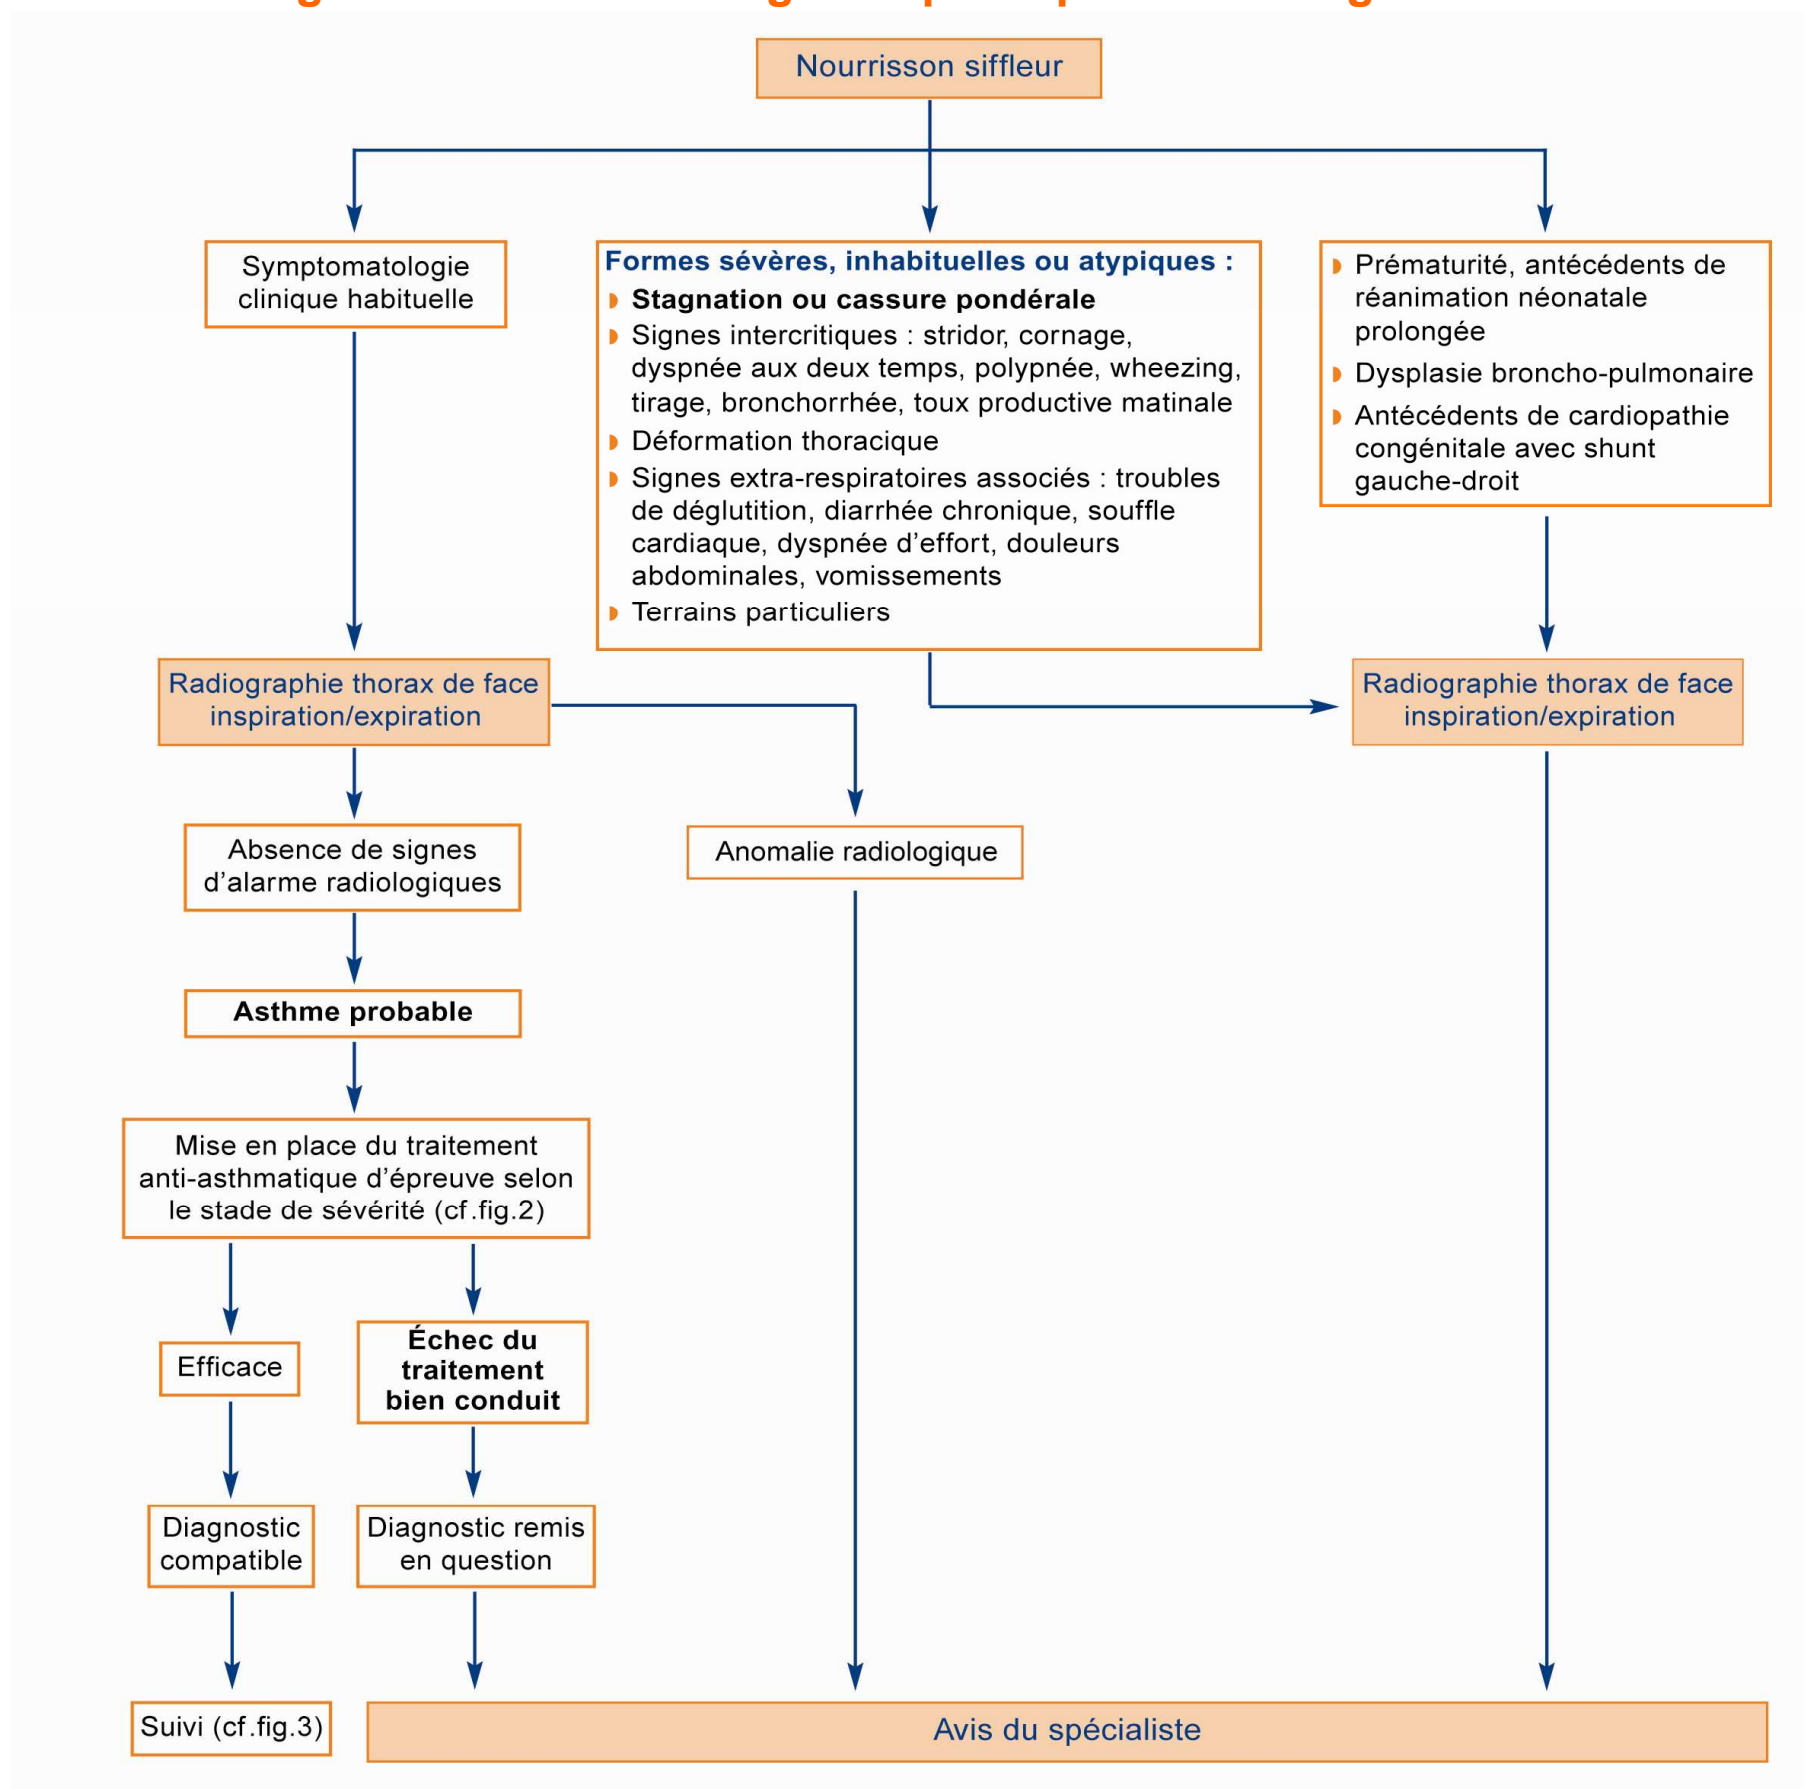 Nourrisson siffleur
Symptomatologie
clinique habituelle
Formes sévères, inhabituelles ou atypiques :
Stagnation ou cassure pondérale
Signes intercritiques : stridor, cornage,
dyspnée aux deux temps, polypnée, wheezing,
tirage, bronchorrhée, toux productive matinale
Déformation thoracique
Signes extra-respiratoires associés : troubles
de déglutition, diarrhée chronique, souffle
cardiaque, dyspnée d’effort, douleurs
abdominales, vomissements
Terrains particuliers
Prématurité, antécédents de
réanimation néonatale
prolongée
Dysplasie broncho-pulmonaire
Antécédents de cardiopathie
congénitale avec shunt
gauche-droit
Radiographie thorax de face
inspiration/expiration
Radiographie thorax de face
inspiration/expiration
Absence de signes
d’alarme radiologiques
Anomalie radiologique
Asthme probable
Mise en place du traitement
anti-asthmatique d’épreuve selon
le stade de sévérité (cf.fig.2)
Efficace
Échec du
traitement
bien conduit
Diagnostic
compatible
Diagnostic remis
en question
Suivi (cf.fig.3)
Avis du spécialiste